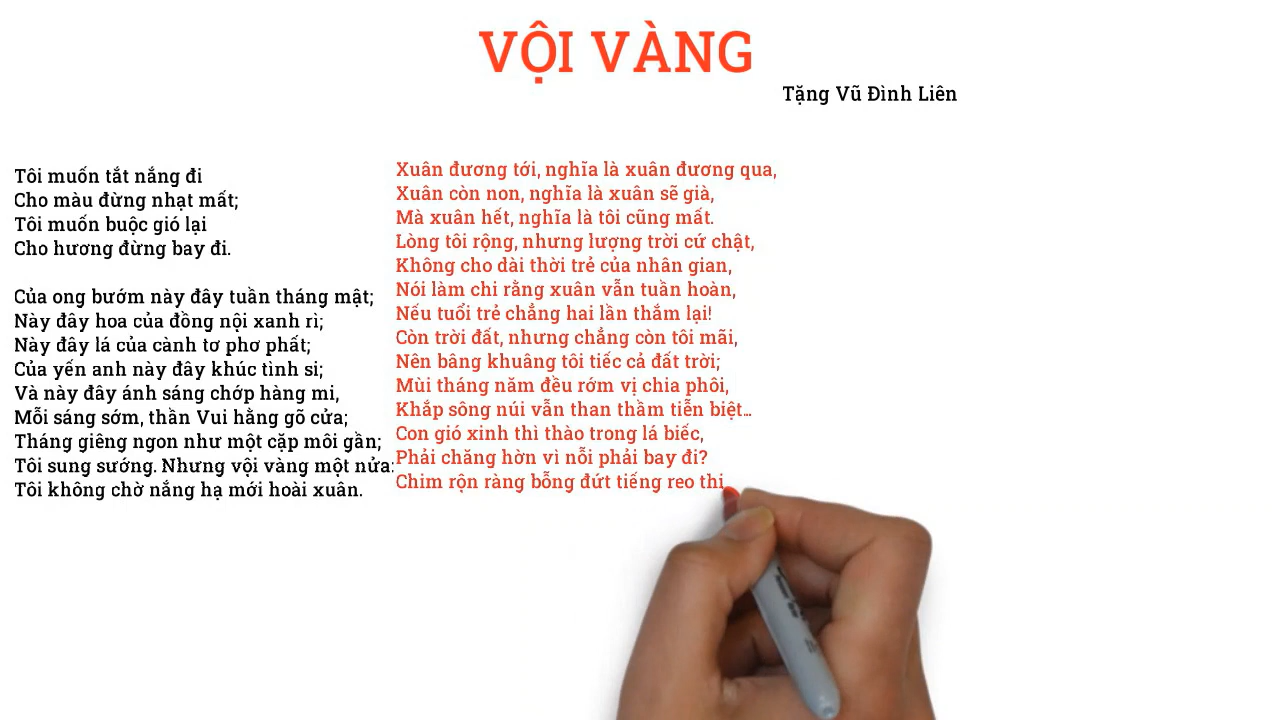 VỘI VÀNG
Tặng Vũ Đình Liên
Tôi muốn tắt nắng đi
Cho màu đừng nhạt mất;
Tôi muốn buộc gió lại
Cho hương đừng bay đi.
Của ong bướm này đây tuần tháng mật;
Này đây hoa của đồng nội xanh rì;
Này đây lá của cành tơ phơ phất;
Của yến anh này đây khúc tình si;
Và này đây ánh sáng chớp hàng mi,
Mỗi sáng sớm, thần Vui hằng gõ cửa;
Tháng giêng ngon như một cặp môi gần;
Tôi sung sướng. Nhưng vội vàng một nửa:
Tôi không chờ nắng hạ mới hoài xuân.
Xuân đương tới, nghĩa là xuân đương qua,
Xuân còn non, nghĩa là xuân sẽ già,
Mà xuân hết, nghĩa là tôi cũng mất.
Lòng tôi rộng, nhưng lượng trời cứ chật,
Không cho dài thời trẻ của nhân gian,
Nói làm chi rằng xuân vẫn tuần hoàn,
Nếu tuổi trẻ chẳng hai lần thắm lại!
Còn trời đất, nhưng chẳng còn tôi mãi,
Nên bâng khuâng tôi tiếc cả đất trời;
Mùi tháng năm đều rớm vị chia phôi,
Khắp sông núi vẫn than thầm tiễn biệt...
Con gió xinh thì thào trong lá biếc,
Phải chăng hờn vì nỗi phải bay đi?
Chim rộn ràng bỗng đứt tiếng reo thi